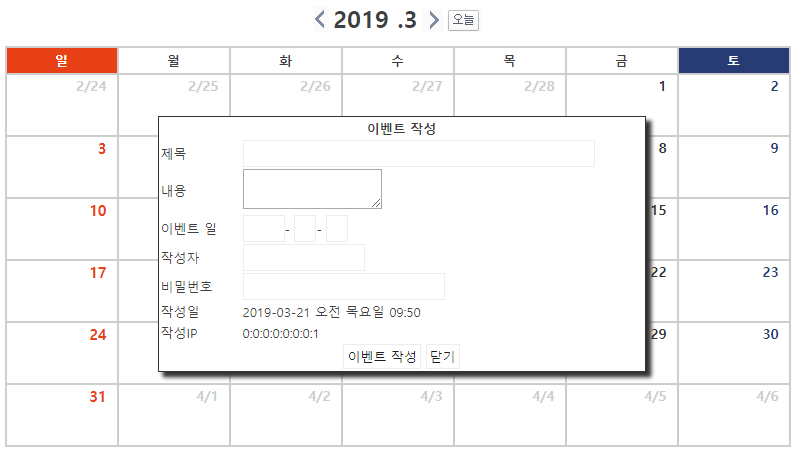 2019 .3 오늘
일 월 화 수 목 금 토
2/24 2/25 2/26 2/27 2/28 1 2
이벤트 작성
3 제목 8 9
내용
10 이벤트 일 - - 15 16
작성자
17 비밀번호 22 23
작성일 2019-03-21 오전 목요일 09:50
24 작성IP 0:0:0:0:0:0:0:1 29 30
이벤트 작성 닫기
31 4/1 4/2 4/3 4/4 4/5 4/6